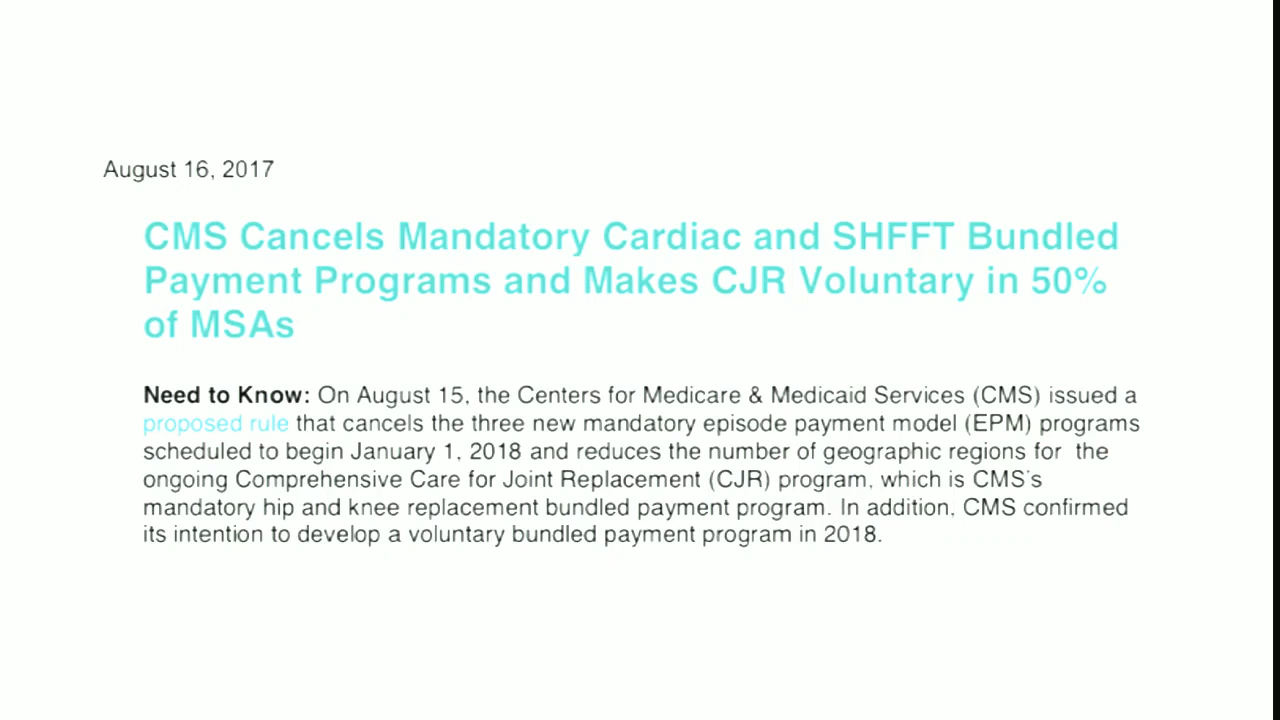 August 16, 2017
CMS Cancels Mandatory Cardiac and SHFFT Bundled
Payment Programs and Makes CJR Voluntary in 50%
of MSAs
Need to Know: On August 15, the Centers for Medicare & Medicaid Services (CMS) issued a
proposed rule that cancels the three new mandatory episode payment model (EPM) programs
scheduled to begin January 1, 2018 and reduces the number of geographic regions for the
ongoing Comprehensive Care for Joint Replacement (CJR) program, which is CMS's
mandatory hip and knee replacement bundled payment program. In addition, CMS confirmed
its intention to develop a voluntary bundled payment program in 2018.